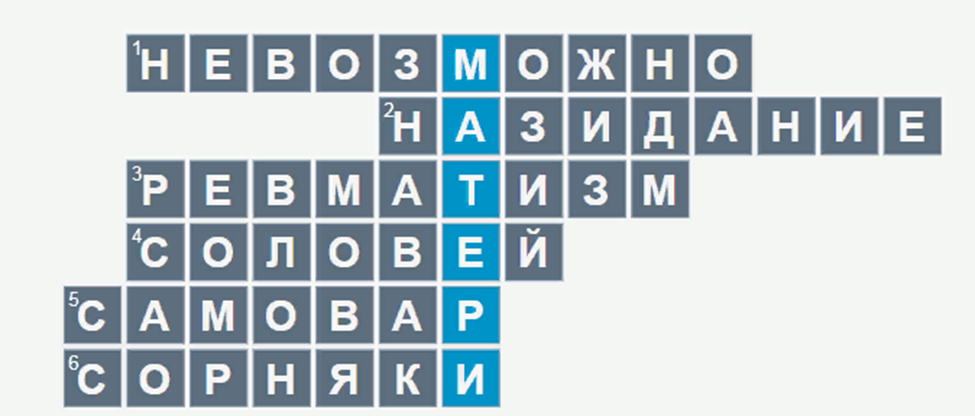 1НЕВОЗМОЖНО
2НАЗИДАНИЕ
3РЕВМАТИЗМ
4СОЛОВЕЙ
5САМОВАР
6СОРНЯКИ